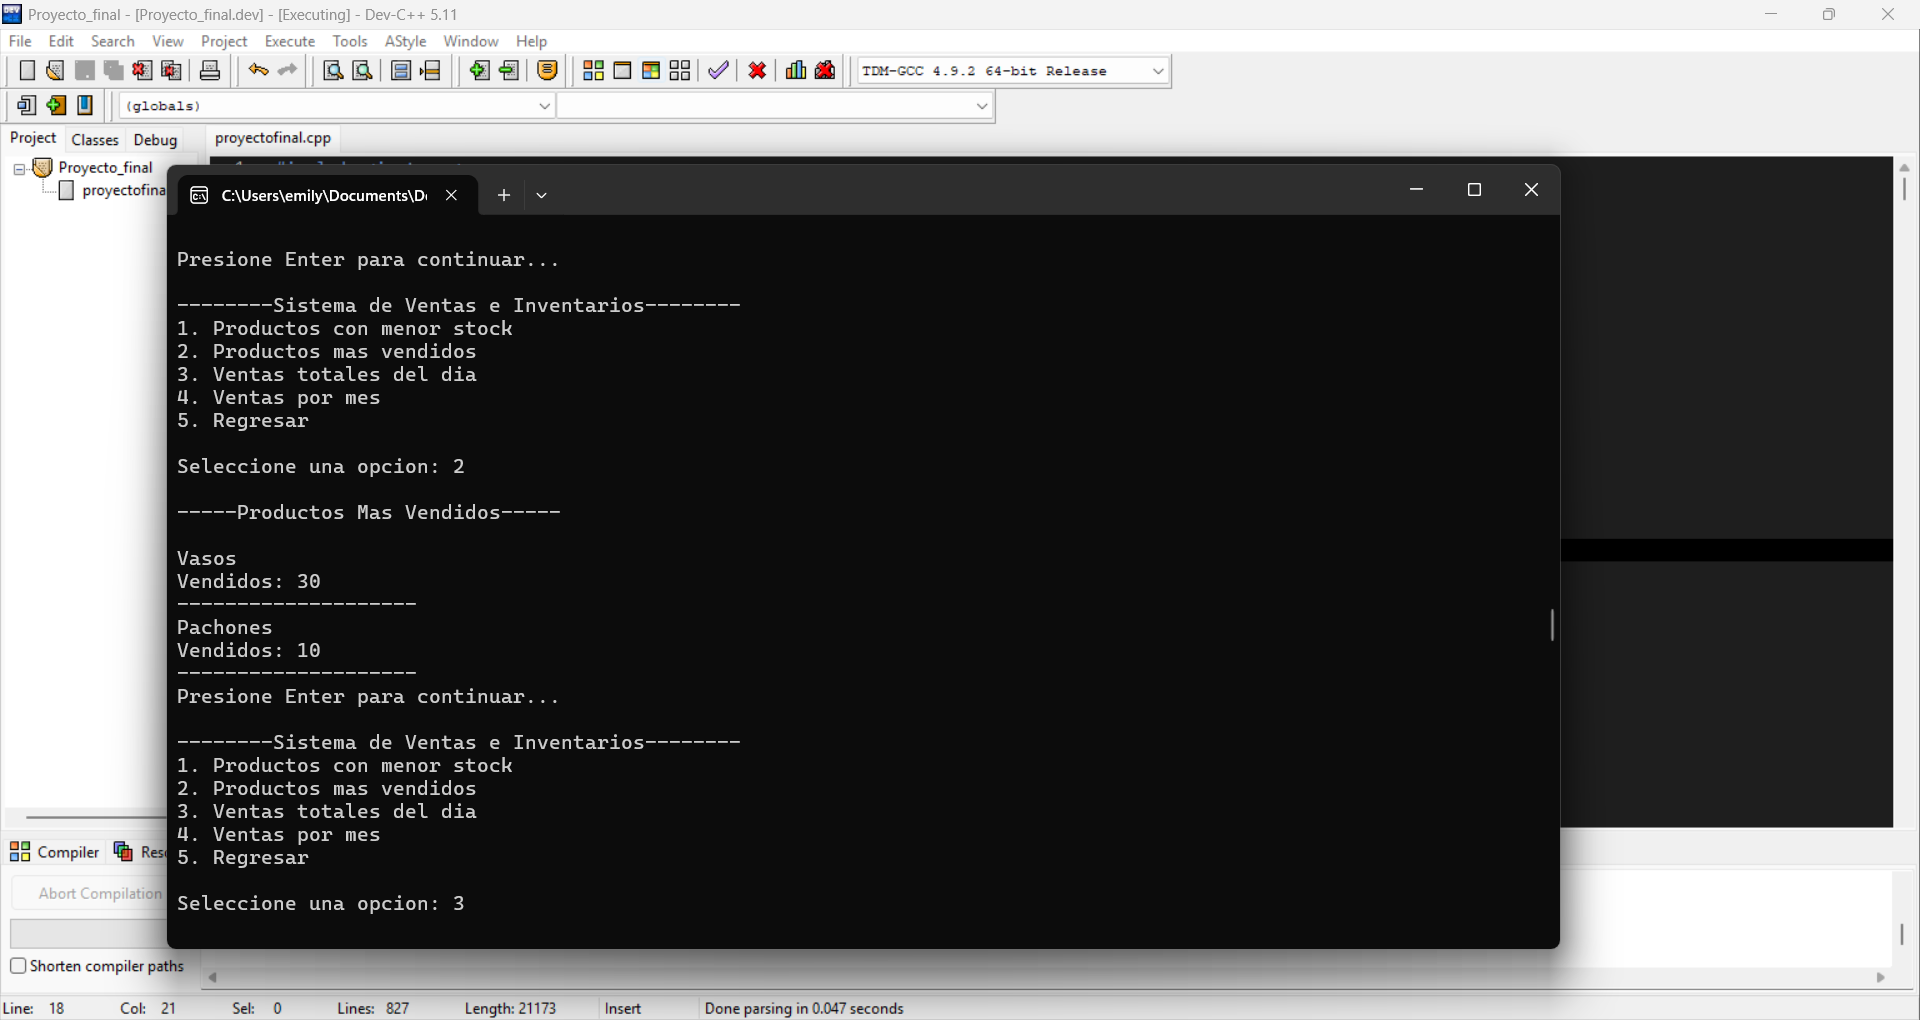 Proyecto_final - [Proyecto_final.dev] - [Executing] - Dev-C++ 5.11
File Edit Search View Project Execute Tools AStyle Window Help
TDM-GCC 4.9.2 64-bit Release
(globals)
Project Classes Debug proyectofinal.cpp
Proyecto_final
proyectofina
C:\Users\emily\Documents\D
Presione Enter para continuar...
--------Sistema de Ventas e Inventarios--------
1. Productos con menor stock
2. Productos mas vendidos
3. Ventas totales del dia
4. Ventas por mes
5. Regresar
Seleccione una opcion: 2
-----Productos Mas Vendidos-----
Vasos
Vendidos: 30
--------------------
Pachones
Vendidos: 10
--------------------
Presione Enter para continuar...
--------Sistema de Ventas e Inventarios--------
1. Productos con menor stock
2. Productos mas vendidos
3. Ventas totales del dia
4. Ventas por mes
5. Regresar
Seleccione una opcion: 3
Compiler Res
Abort Compilation
Shorten compiler paths
Line: 18 Col: 21 Sel: 0 Lines: 827 Length: 21173 Insert Done parsing in 0.047 seconds